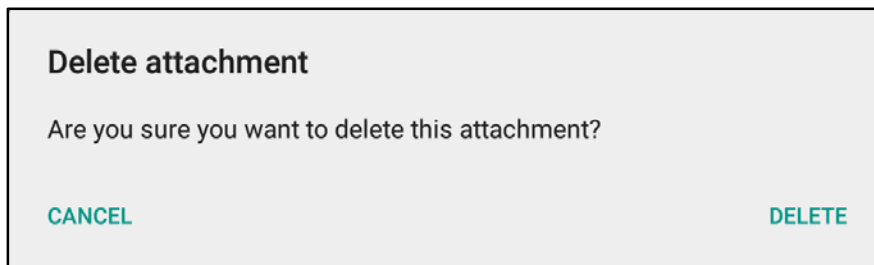 Delete attachment
Are you sure you want to delete this attachment?
CANCEL DELETE